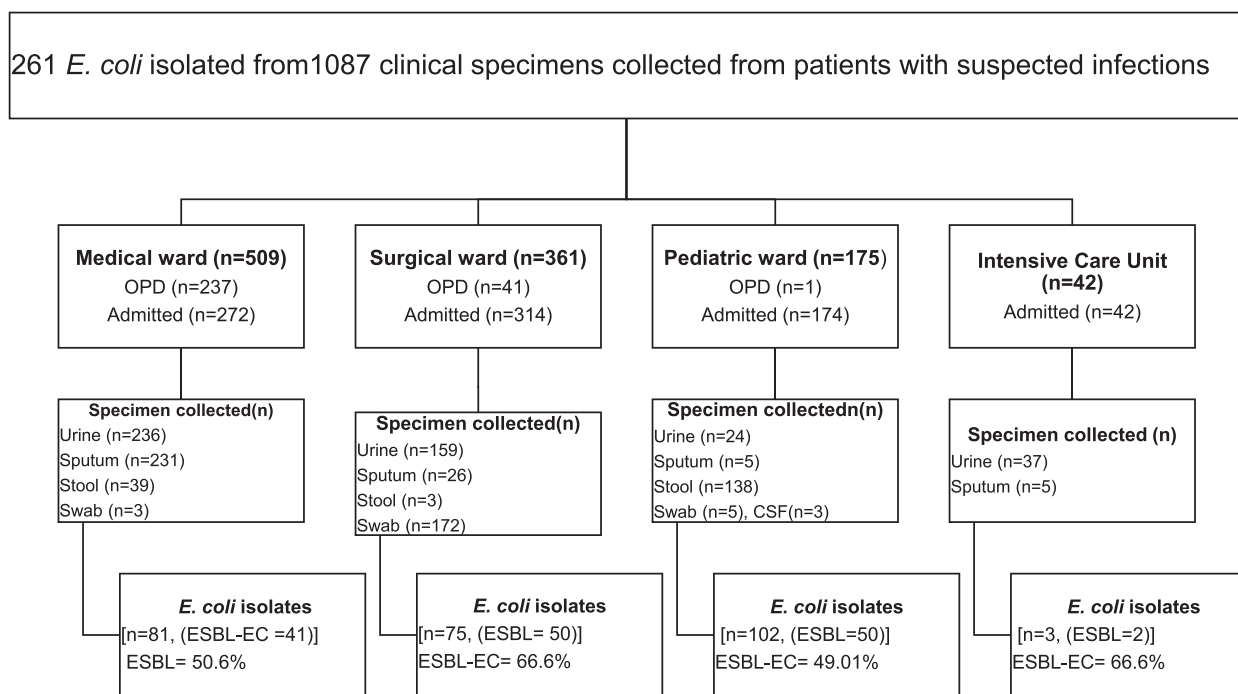 261 E. coli isolated from1087 clinical specimens collected from patients with suspected infections
Medical ward (n=509)
OPD (n=237)
Admitted (n=272)
Surgical ward (n=361)
OPD (n=41)
Admitted (n=314)
Pediatric ward (n=175)
OPD (n=1)
Admitted (n=174)
Intensive Care Unit
(n=42)
Admitted (n=42)
Specimen collected(n)
Urine (n=236)
Sputum (n=231)
Stool (n=39)
Swab (n=3)
Specimen collected(n)
Urine (n=159)
Sputum (n=26)
Stool (n=3)
Swab (n=172)
Specimen collectedn(n)
Urine (n=24)
Sputum (n=5)
Stool (n=138)
Swab (n=5), CSF(n=3)
Specimen collected (n)
Urine (n=37)
Sputum (n=5)
E. coli isolates
[n=81, (ESBL-EC =41)]
ESBL= 50.6%
E. coli isolates
[n=75, (ESBL= 50)]
ESBL-EC= 66.6%
E. coli isolates
[n=102, (ESBL=50)]
ESBL-EC= 49.01%
E. coli isolates
[n=3, (ESBL=2)]
ESBL-EC= 66.6%